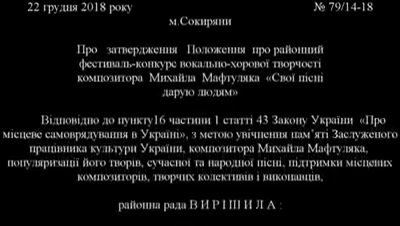 22 грудня 2018 року № 79/14-18
м.Сокиряни
Про затвердження Положення про районний
фестиваль-конкурс вокально-хорової творчості
композитора Михайла Мафтуляка «Свої пісні
дарую людям»
Відповідно до пункту16 частини 1 статті 43 Закону України «Про
місцеве самоврядування в Україні», з метою увічнення пам’яті Заслуженого
працівника культури України, композитора Михайла Мафтуляка,
популяризації його творів, сучасної та народної пісні, підтримки місцевих
композиторів, творчих колективів і виконавців,
районна рада В И Р І Ш И Л А :